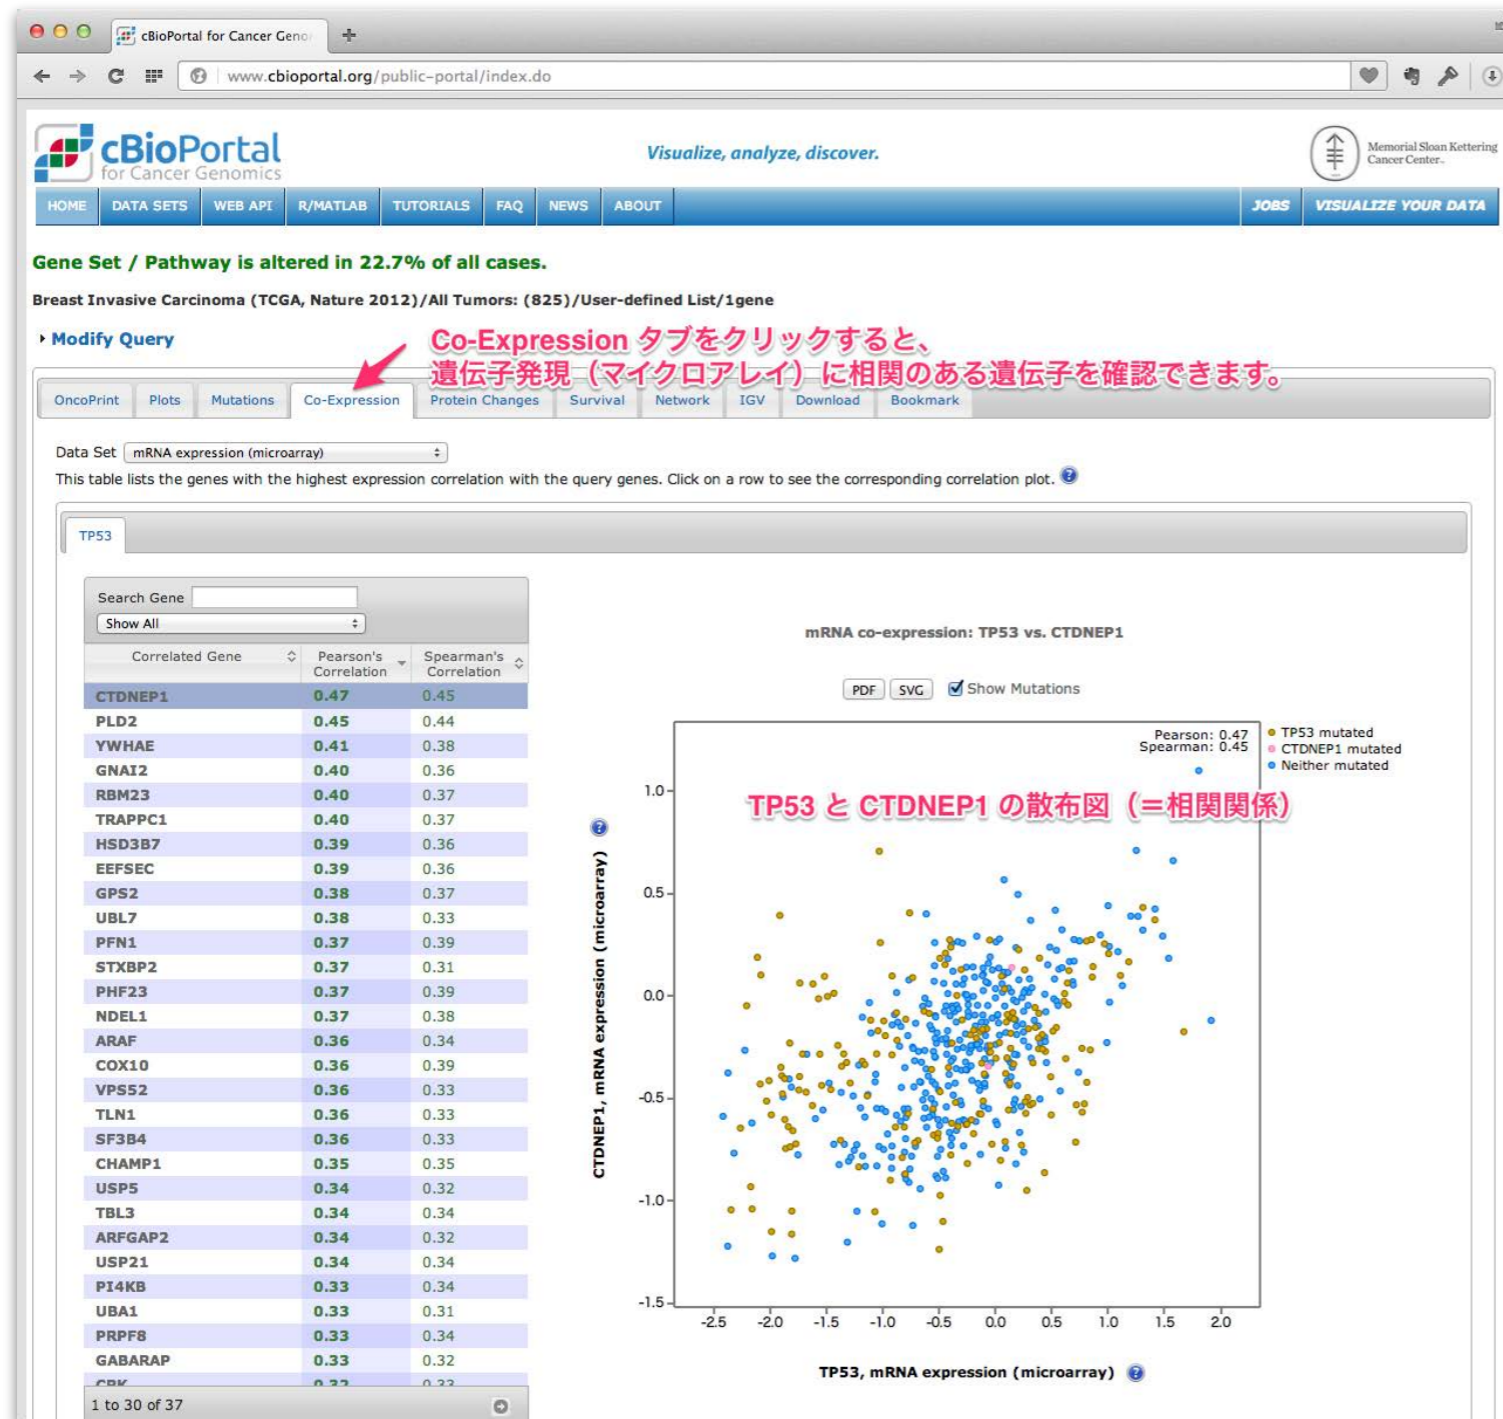 cBioPortal for Cancer Geno
www.cbioportal.org/public-portal/index.do
cBioPortal
for Cancer Genomics
Visualize, analyze, discover.
Memorial Sloan Kettering
Cancer Center
HOME DATA SETS WEB API R/MATLAB TUTORIALS FAQ NEWS ABOUT JOBS VISUALIZE YOUR DATA
Gene Set / Pathway is altered in 22.7% of all cases.
Breast Invasive Carcinoma (TCGA, Nature 2012)/All Tumors: (825)/User-defined List/1gene
Modify Query
Co-Expression タブをクリックすると、
遺伝子発現（マイクロアレイ）に相関のある遺伝子を確認できます。
OncoPrint Plots Mutations Co-Expression Protein Changes Survival Network IGV Download Bookmark
Data Set mRNA expression (microarray)
This table lists the genes with the highest expression correlation with the query genes. Click on a row to see the corresponding correlation plot. ?
TP53
Search Gene
Show All
Correlated Gene Pearson's Correlation Spearman's Correlation
CTDNEP1 0.47 0.45
PLD2 0.45 0.44
YWHAE 0.41 0.38
GNAI2 0.40 0.36
RBM23 0.40 0.37
TRAPPC1 0.40 0.37
HSD3B7 0.39 0.36
EEFSEC 0.39 0.36
GPS2 0.38 0.37
UBL7 0.38 0.33
PFN1 0.37 0.39
STXBP2 0.37 0.31
PHF23 0.37 0.39
NDEL1 0.37 0.38
ARAF 0.36 0.34
COX10 0.36 0.39
VPS52 0.36 0.33
TLN1 0.36 0.33
SF3B4 0.36 0.33
CHAMP1 0.35 0.35
USP5 0.34 0.32
TBL3 0.34 0.34
ARFGAP2 0.34 0.32
USP21 0.34 0.34
PI4KB 0.33 0.34
UBA1 0.33 0.31
PRPF8 0.33 0.34
GABARAP 0.33 0.32
1 to 30 of 37
mRNA co-expression: TP53 vs. CTDNEP1
PDF SVG Show Mutations
Pearson: 0.47
Spearman: 0.45
TP53 mutated
CTDNEP1 mutated
Neither mutated
TP53 と CTDNEP1 の散布図（＝相関関係）
CTDNEP1, mRNA expression (microarray) ?
1.0
0.5
0.0
-0.5
-1.0
-1.5
-2.5 -2.0 -1.5 -1.0 -0.5 0.0 0.5 1.0 1.5 2.0
TP53, mRNA expression (microarray) ?